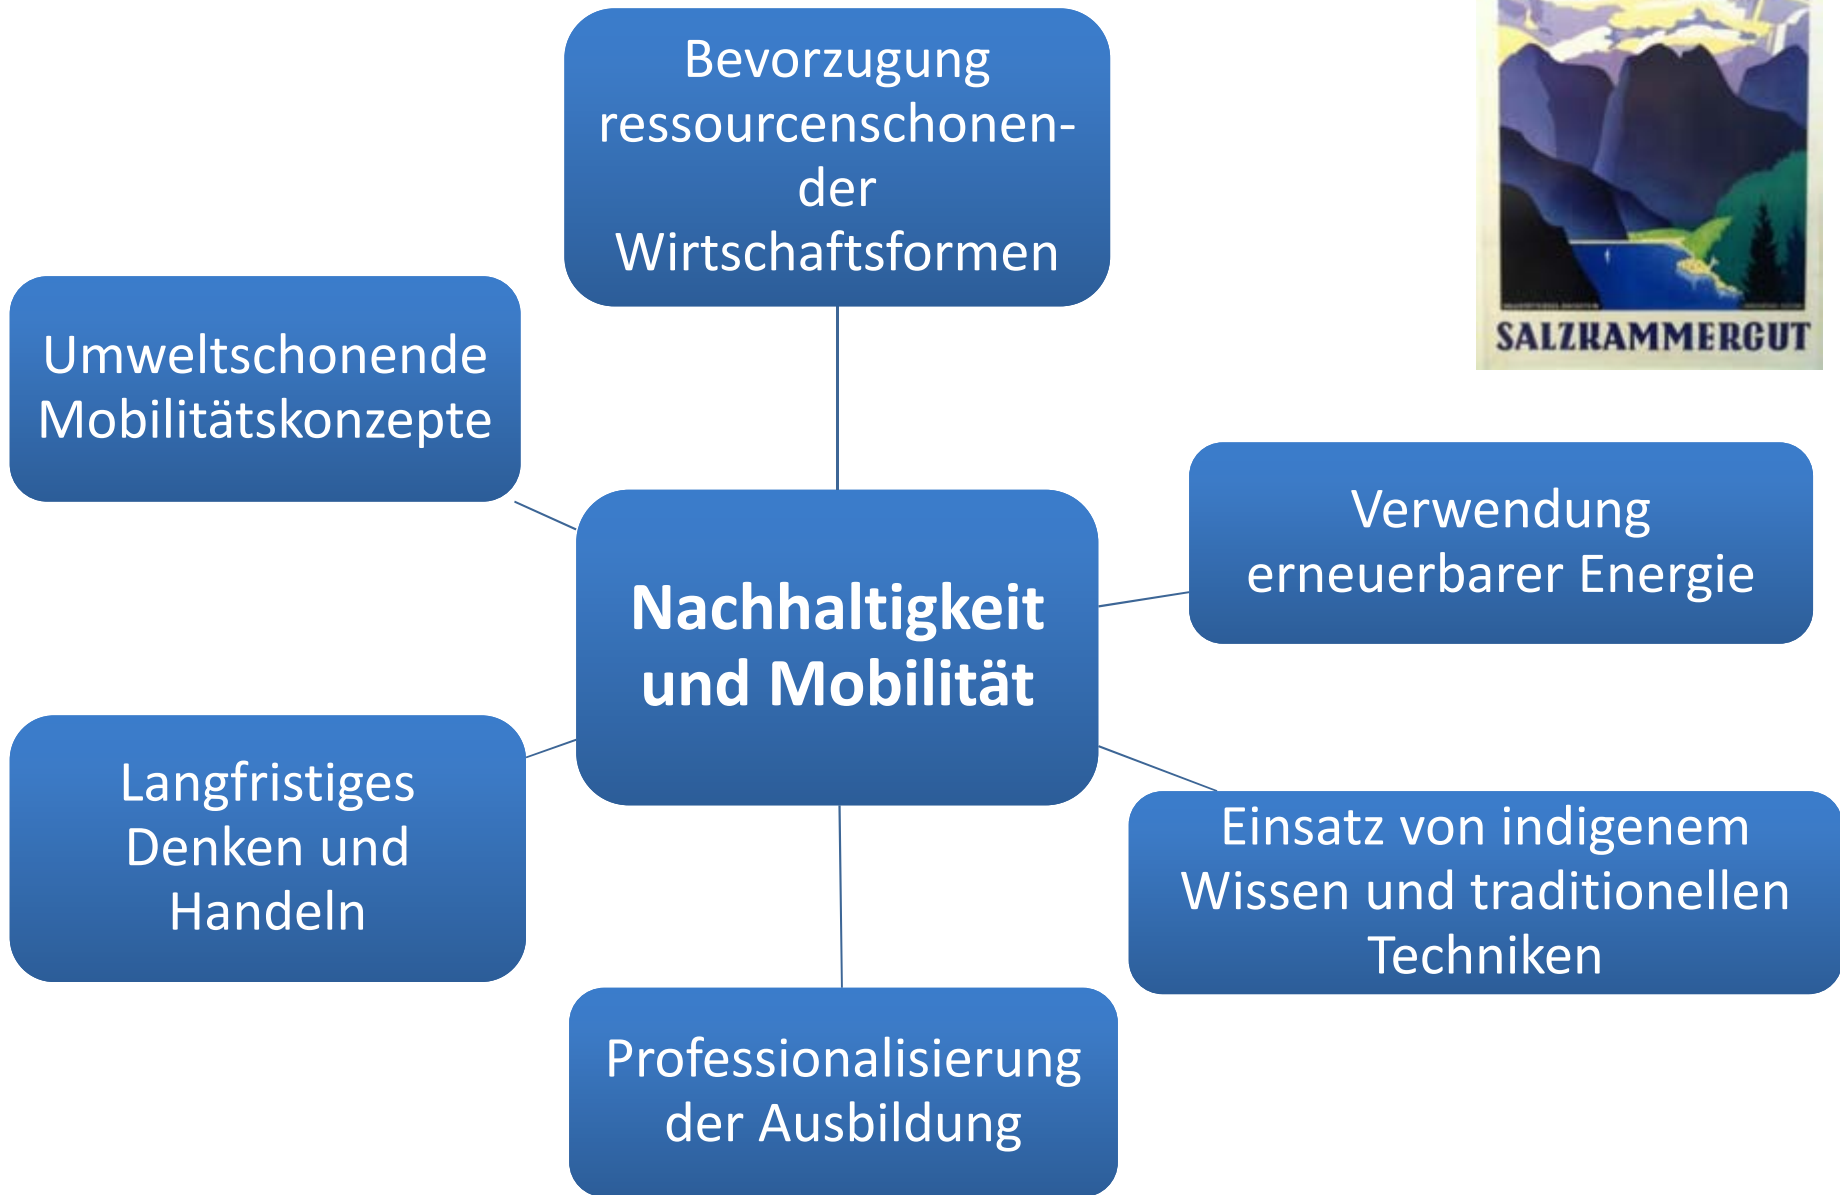 Bevorzugung
ressourcenschonen-
der
Wirtschaftsformen
SALZKAMMERGUT
Umweltschonende
Mobilitätskonzepte
Verwendung
erneuerbarer Energie
Nachhaltigkeit
und Mobilität
Langfristiges
Denken und
Handeln
Einsatz von indigenem
Wissen und traditionellen
Techniken
Professionalisierung
der Ausbildung